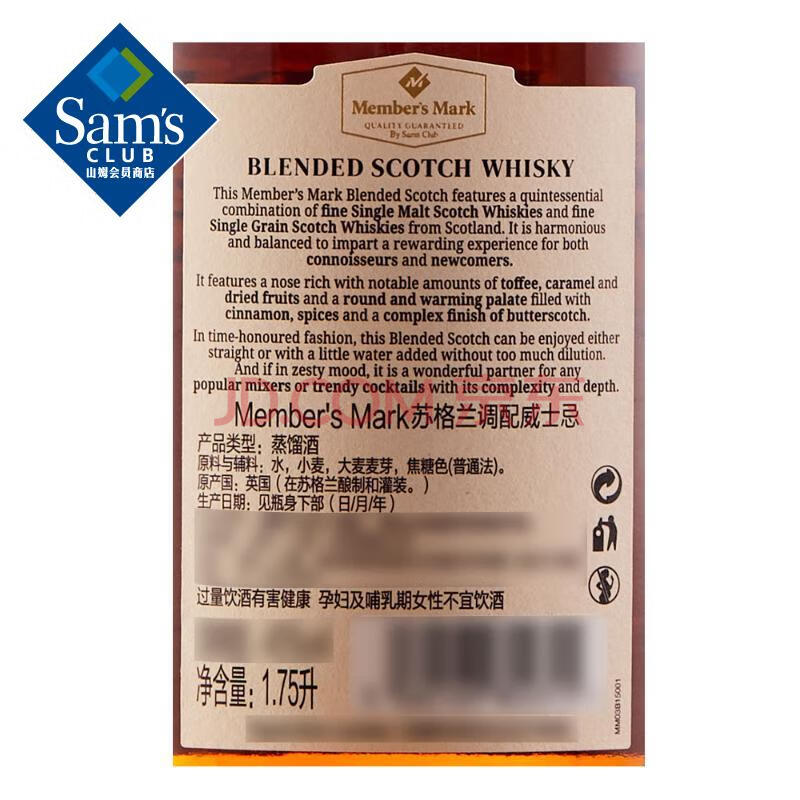 Sam's
CLUB
山姆会员商店
Member's Mark
QUALITY GUARANTEED
By Sam's Club
BLENDED SCOTCH WHISKY
This Member's Mark Blended Scotch features a quintessential
combination of fine Single Malt Scotch Whiskies and fine
Single Grain Scotch Whiskies from Scotland. It is harmonious
and balanced to impart a rewarding experience for both
connoisseurs and newcomers.
It features a nose rich with notable amounts of toffee, caramel and
dried fruits and a round and warming palate filled with
cinnamon, spices and a complex finish of butterscotch.
In time-honoured fashion, this Blended Scotch can be enjoyed either
straight or with a little water added without too much dilution.
And if in zesty mood, it is a wonderful partner for any
popular mixers or trendy cocktails with its complexity and depth.
JD.COM 京东
Member's Mark苏格兰调配威士忌
产品类型：蒸馏酒
原料与辅料：水，小麦，大麦麦芽，焦糖色(普通法)。
原产国：英国（在苏格兰酿制和灌装。）
生产日期：见瓶身下部（日/月/年）
过量饮酒有害健康 孕妇及哺乳期女性不宜饮酒
净含量：1.75升
MM03B15001